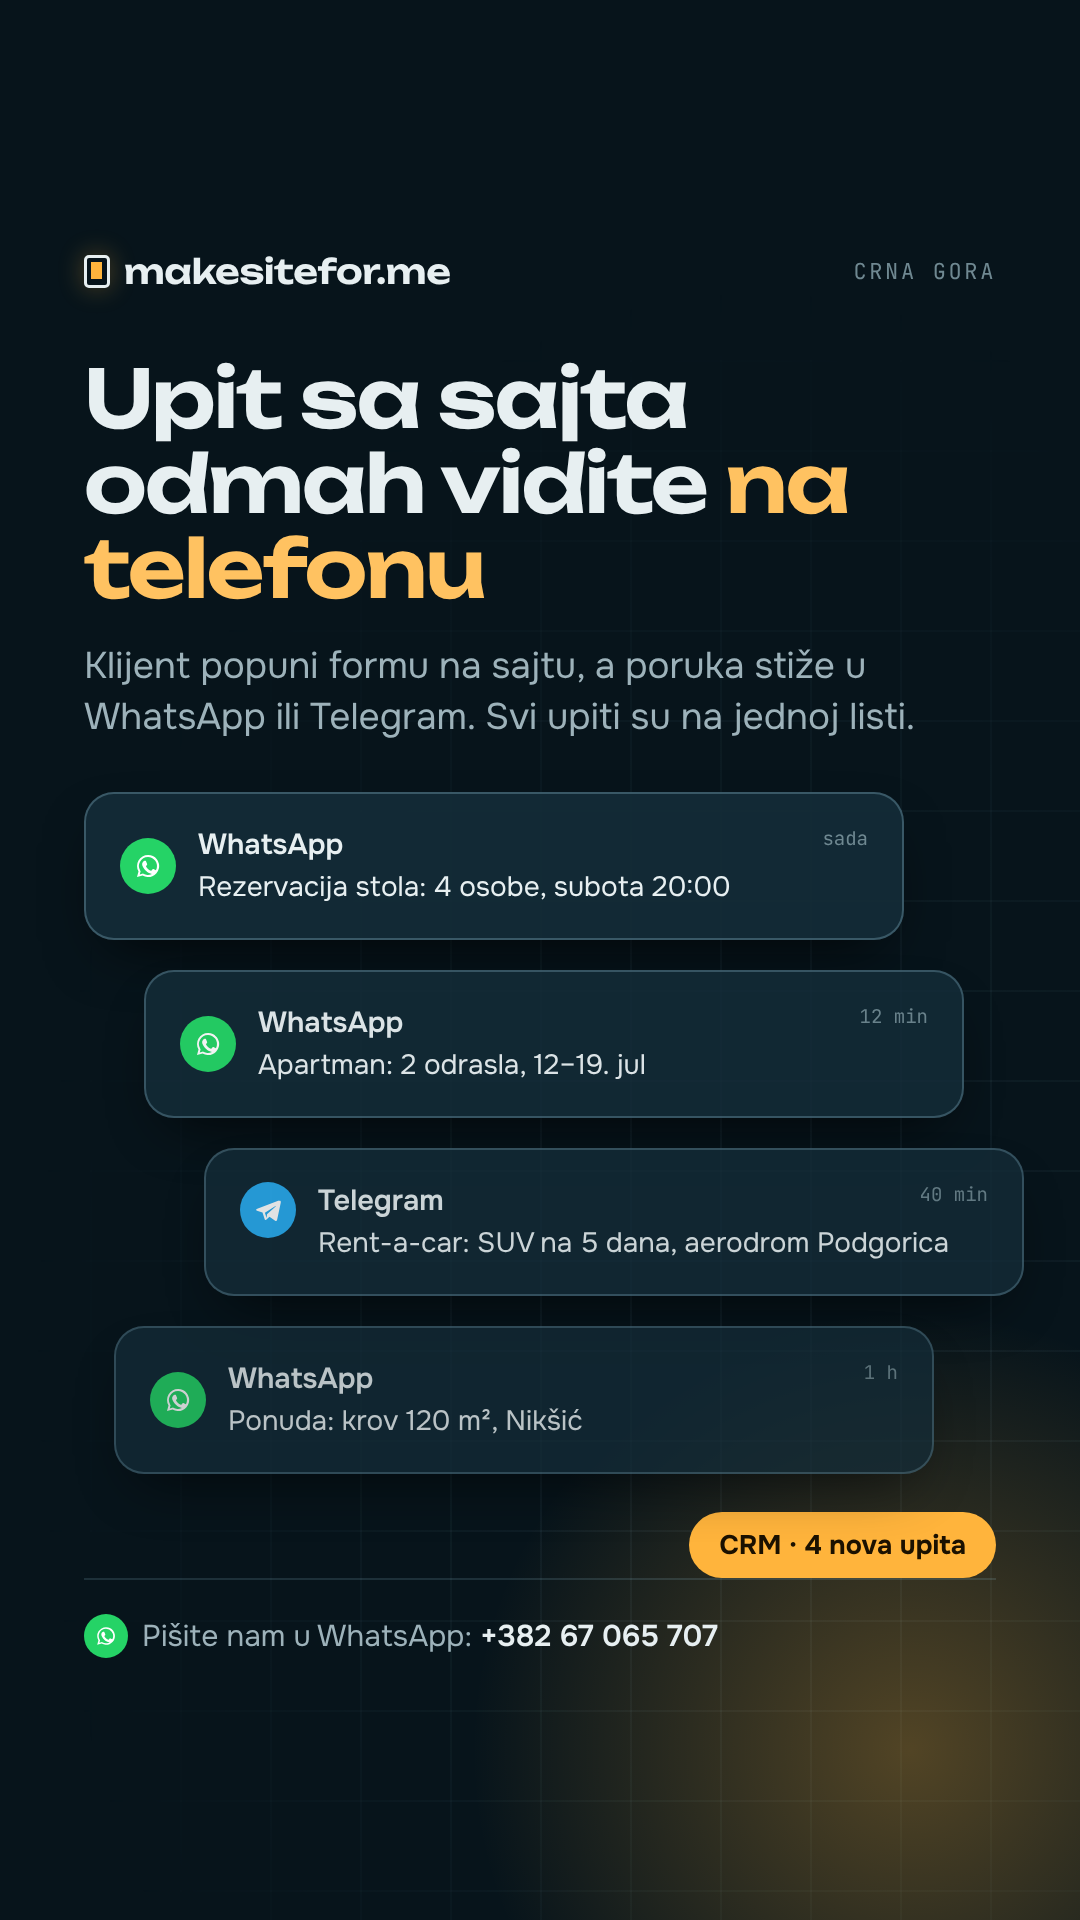 makesitefor.me
CRNA GORA
Upit sa sajta
odmah vidite na
telefonu
Klijent popuni formu na sajtu, a poruka stiže u
WhatsApp ili Telegram. Svi upiti su na jednoj listi.
WhatsApp
sada
Rezervacija stola: 4 osobe, subota 20:00
WhatsApp
12 min
Apartman: 2 odrasla, 12–19. jul
Telegram
40 min
Rent-a-car: SUV na 5 dana, aerodrom Podgorica
WhatsApp
1 h
Ponuda: krov 120 m², Nikšić
CRM · 4 nova upita
Pišite nam u WhatsApp: +382 67 065 707